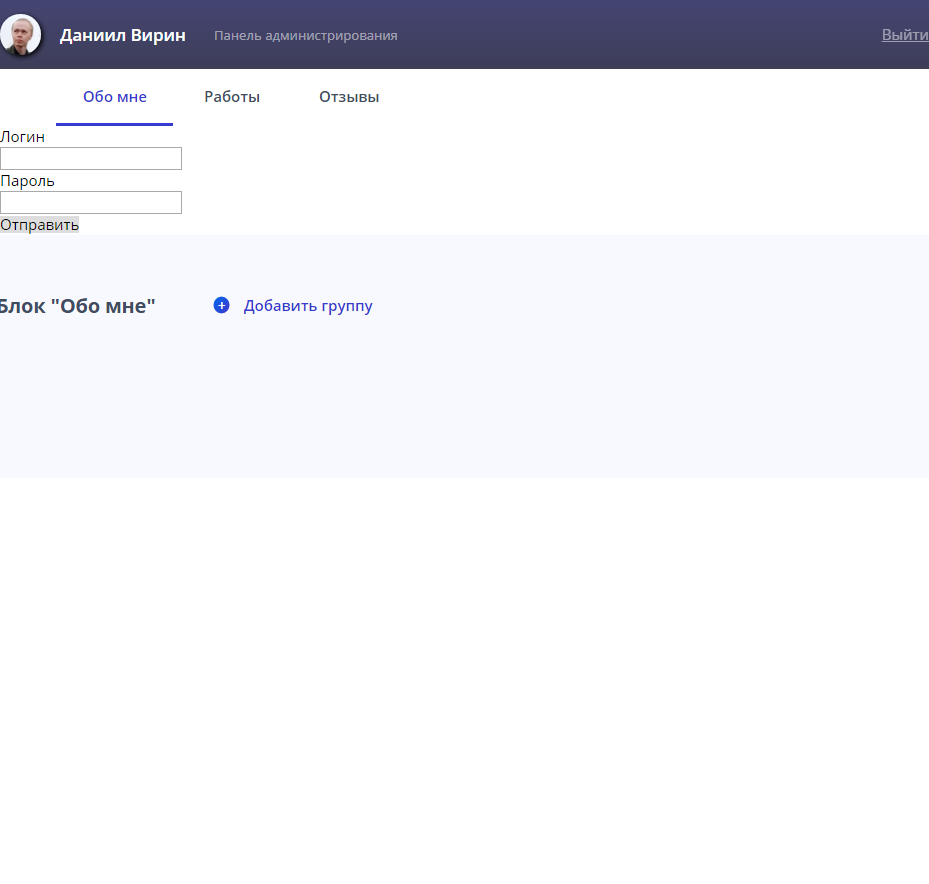 Даниил Вирин Панель администрирования Выйти
Обо мне Работы Отзывы
Логин
Пароль
Отправить
Блок "Обо мне" Добавить группу